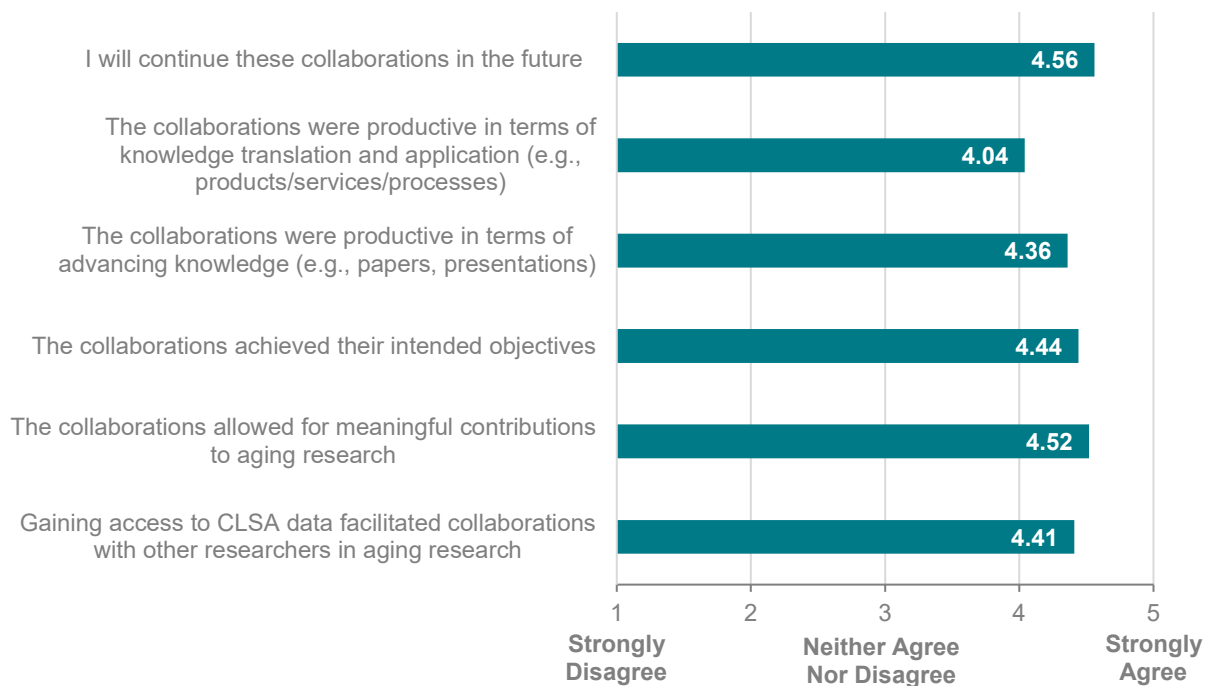 I will continue these collaborations in the future
4.56
The collaborations were productive in terms of
knowledge translation and application (e.g.,
products/services/processes)
4.04
The collaborations were productive in terms of
advancing knowledge (e.g., papers, presentations)
4.36
The collaborations achieved their intended objectives
4.44
The collaborations allowed for meaningful contributions
to aging research
4.52
Gaining access to CLSA data facilitated collaborations
with other researchers in aging research
4.41
1 2 3 4 5
Strongly
Disagree
Neither Agree
Nor Disagree
Strongly
Agree